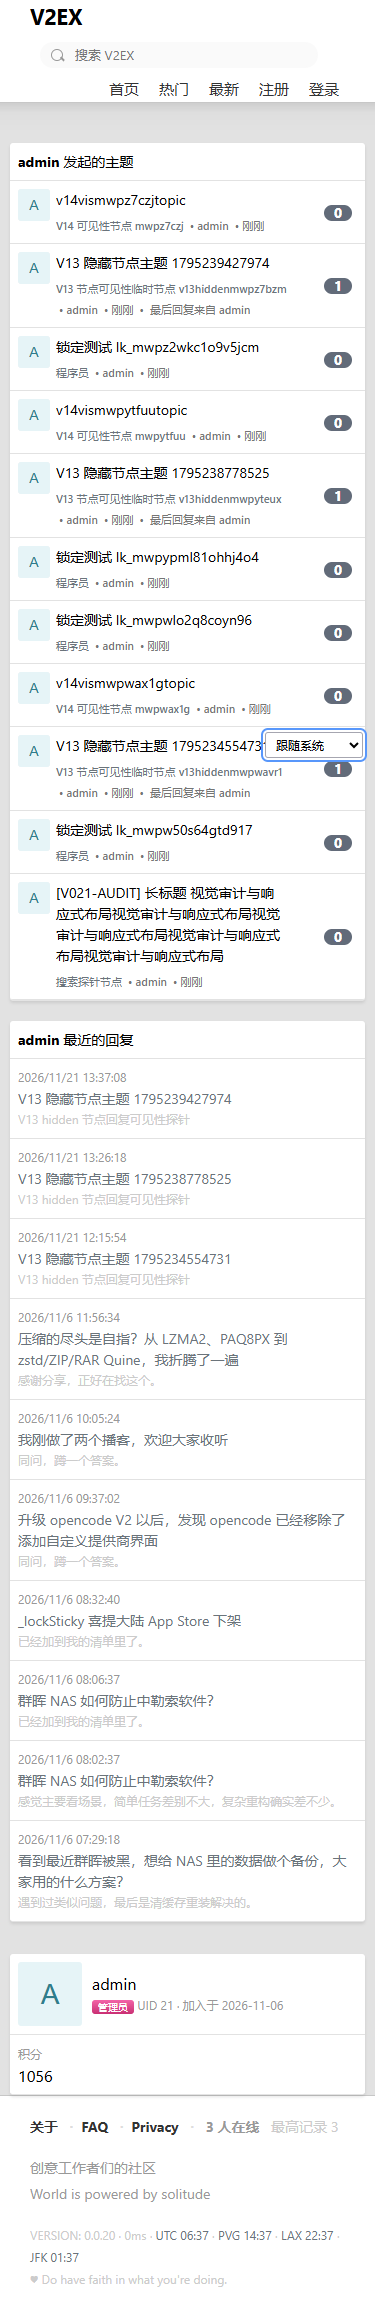 V2EX
搜索 V2EX
首页 热门 最新 注册 登录
admin 发起的主题
A
v14vismwpz7czjtopic
0
V14 可见性节点 mwpz7czj • admin • 刚刚
A
V13 隐藏节点主题 1795239427974
V13 节点可见性临时节点 v13hiddenmwpz7bzm
1
• admin • 刚刚 • 最后回复来自 admin
A
锁定测试 lk_mwpz2wkc1o9v5jcm
0
程序员 • admin • 刚刚
A
v14vismwpytfuutopic
0
V14 可见性节点 mwpytfuu • admin • 刚刚
A
V13 隐藏节点主题 1795238778525
V13 节点可见性临时节点 v13hiddenmwpyteux
1
• admin • 刚刚 • 最后回复来自 admin
A
锁定测试 lk_mwpypml81ohhj4o4
0
程序员 • admin • 刚刚
A
锁定测试 lk_mwpwlo2q8coyn96
0
程序员 • admin • 刚刚
A
v14vismwpwax1gtopic
0
V14 可见性节点 mwpwax1g • admin • 刚刚
A
V13 隐藏节点主题 1795234554731
跟随系统
V13 节点可见性临时节点 v13hiddenmwpwavr1
1
• admin • 刚刚 • 最后回复来自 admin
A
锁定测试 lk_mwpw50s64gtd917
0
程序员 • admin • 刚刚
A
[V021-AUDIT] 长标题 视觉审计与响
应式布局视觉审计与响应式布局视觉
审计与响应式布局视觉审计与响应式
布局视觉审计与响应式布局
0
搜索探针节点 • admin • 刚刚
admin 最近的回复
2026/11/21 13:37:08
V13 隐藏节点主题 1795239427974
V13 hidden 节点回复可见性探针
2026/11/21 13:26:18
V13 隐藏节点主题 1795238778525
V13 hidden 节点回复可见性探针
2026/11/21 12:15:54
V13 隐藏节点主题 1795234554731
V13 hidden 节点回复可见性探针
2026/11/6 11:56:34
压缩的尽头是自指？从 LZMA2、PAQ8PX 到
zstd/ZIP/RAR Quine，我折腾了一遍
感谢分享，正好在找这个。
2026/11/6 10:05:24
我刚做了两个播客，欢迎大家收听
同问，蹲一个答案。
2026/11/6 09:37:02
升级 opencode V2 以后，发现 opencode 已经移除了
添加自定义提供商界面
同问，蹲一个答案。
2026/11/6 08:32:40
_lockSticky 喜提大陆 App Store 下架
已经加到我的清单里了。
2026/11/6 08:06:37
群晖 NAS 如何防止中勒索软件？
已经加到我的清单里了。
2026/11/6 08:02:37
群晖 NAS 如何防止中勒索软件？
感觉主要看场景，简单任务差别不大，复杂重构确实差不少。
2026/11/6 07:29:18
看到最近群晖被黑，想给 NAS 里的数据做个备份，大
家用的什么方案？
遇到过类似问题，最后是清缓存重装解决的。
A
admin
管理员 UID 21 · 加入于 2026-11-06
积分
1056
关于 · FAQ · Privacy · 3 人在线 最高记录 3
创意工作者们的社区
World is powered by solitude
VERSION: 0.0.20 · 0ms · UTC 06:37 · PVG 14:37 · LAX 22:37 ·
JFK 01:37
♥ Do have faith in what you're doing.